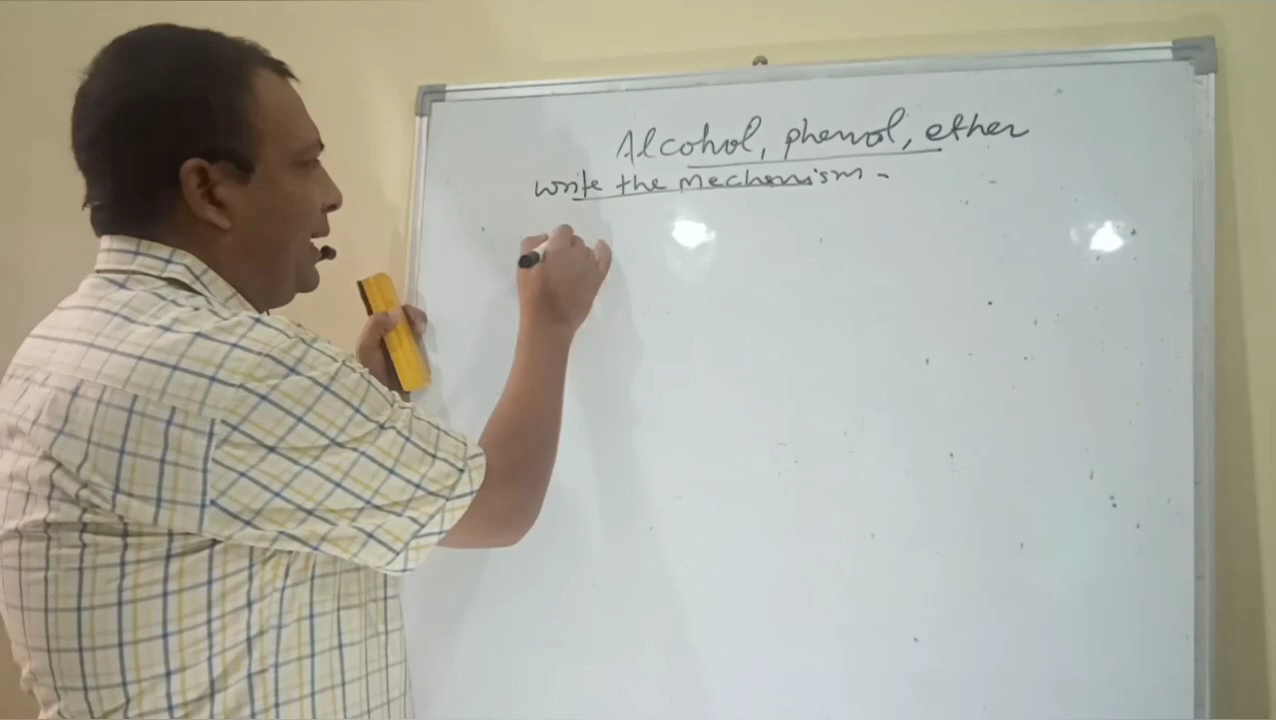 Alcohol, phenol, ether
write the mechanism -